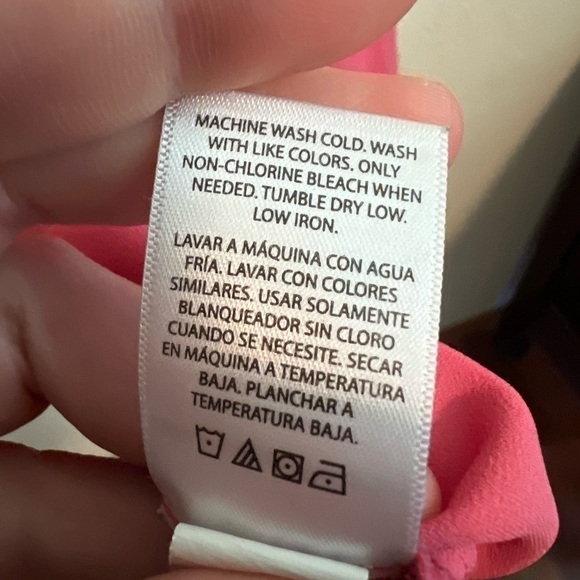 MACHINE WASH COLD. WASH
WITH LIKE COLORS. ONLY
NON-CHLORINE BLEACH WHEN
NEEDED. TUMBLE DRY LOW.
LOW IRON.
LAVAR A MÁQUINA CON AGUA
FRÍA. LAVAR CON COLORES
SIMILARES. USAR SOLAMENTE
BLANQUEADOR SIN CLORO
CUANDO SE NECESITE. SECAR
EN MÁQUINA A TEMPERATURA
BAJA. PLANCHAR A
TEMPERATURA BAJA.